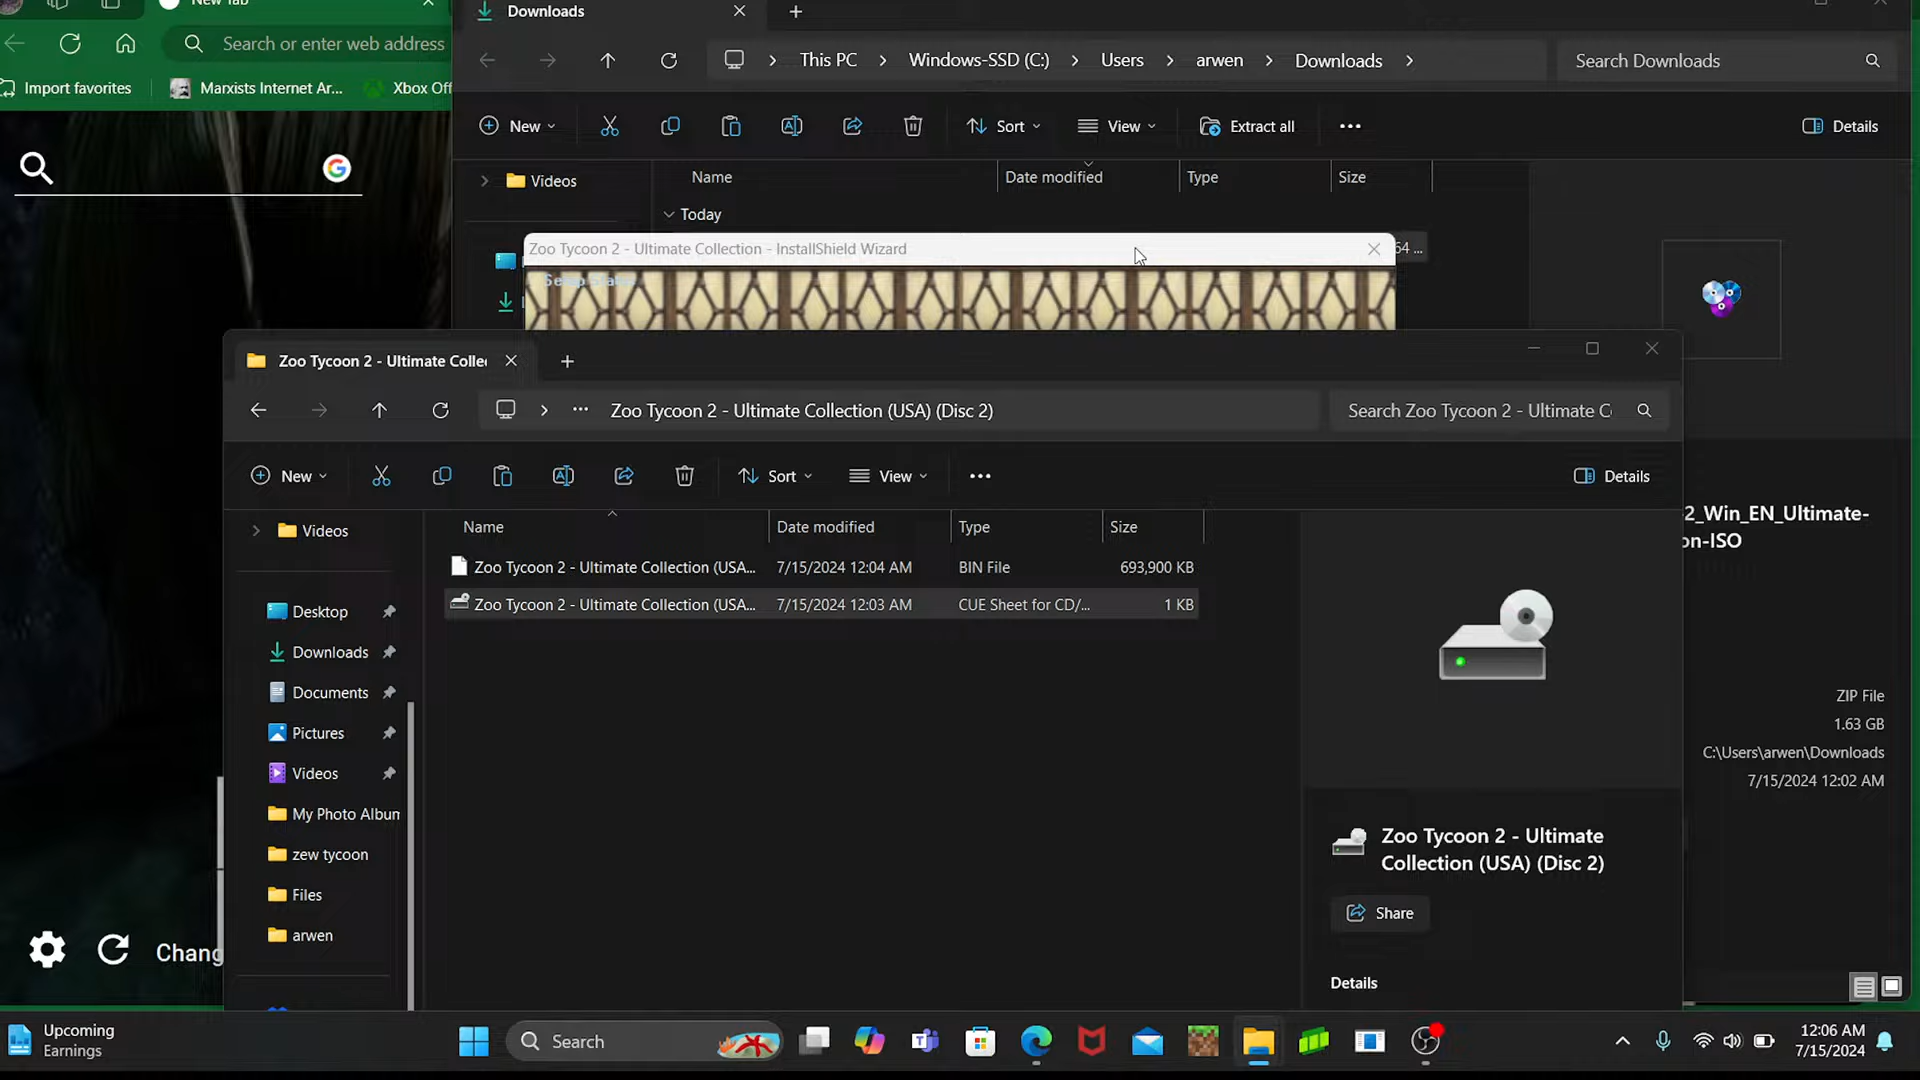 New Tab
Downloads
Search or enter web address
This PC
Windows-SSD (C:)
Users
arwen
Downloads
Search Downloads
Import favorites
Marxists Internet Ar...
Xbox Off
New
Sort
View
Extract all
Details
Videos
Name
Date modified
Type
Size
Today
Zoo Tycoon 2 - Ultimate Collection - InstallShield Wizard
64 ...
Setup Status
Zoo Tycoon 2 - Ultimate Collec
Zoo Tycoon 2 - Ultimate Collection (USA) (Disc 2)
Search Zoo Tycoon 2 - Ultimate C
New
Sort
View
Details
Videos
Name
Date modified
Type
Size
2_Win_EN_Ultimate-
on-ISO
Zoo Tycoon 2 - Ultimate Collection (USA...
7/15/2024 12:04 AM
BIN File
693,900 KB
Zoo Tycoon 2 - Ultimate Collection (USA...
7/15/2024 12:03 AM
CUE Sheet for CD/...
1 KB
Desktop
Downloads
Documents
Pictures
Videos
My Photo Album
zew tycoon
Files
arwen
ZIP File
1.63 GB
C:\Users\arwen\Downloads
7/15/2024 12:02 AM
Zoo Tycoon 2 - Ultimate
Collection (USA) (Disc 2)
Share
Details
Chang
Upcoming
Earnings
Search
12:06 AM
7/15/2024